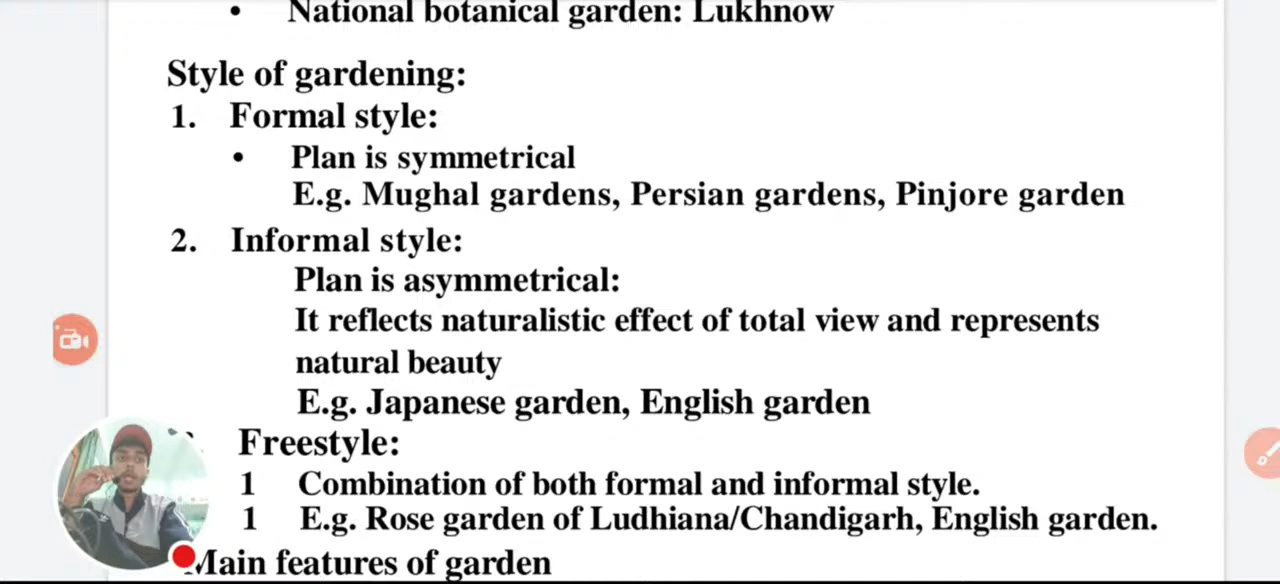 • National botanical garden: Lukhnow
Style of gardening:
1. Formal style:
• Plan is symmetrical
E.g. Mughal gardens, Persian gardens, Pinjore garden
2. Informal style:
Plan is asymmetrical:
It reflects naturalistic effect of total view and represents
natural beauty
E.g. Japanese garden, English garden
Freestyle:
1 Combination of both formal and informal style.
1 E.g. Rose garden of Ludhiana/Chandigarh, English garden.
Main features of garden